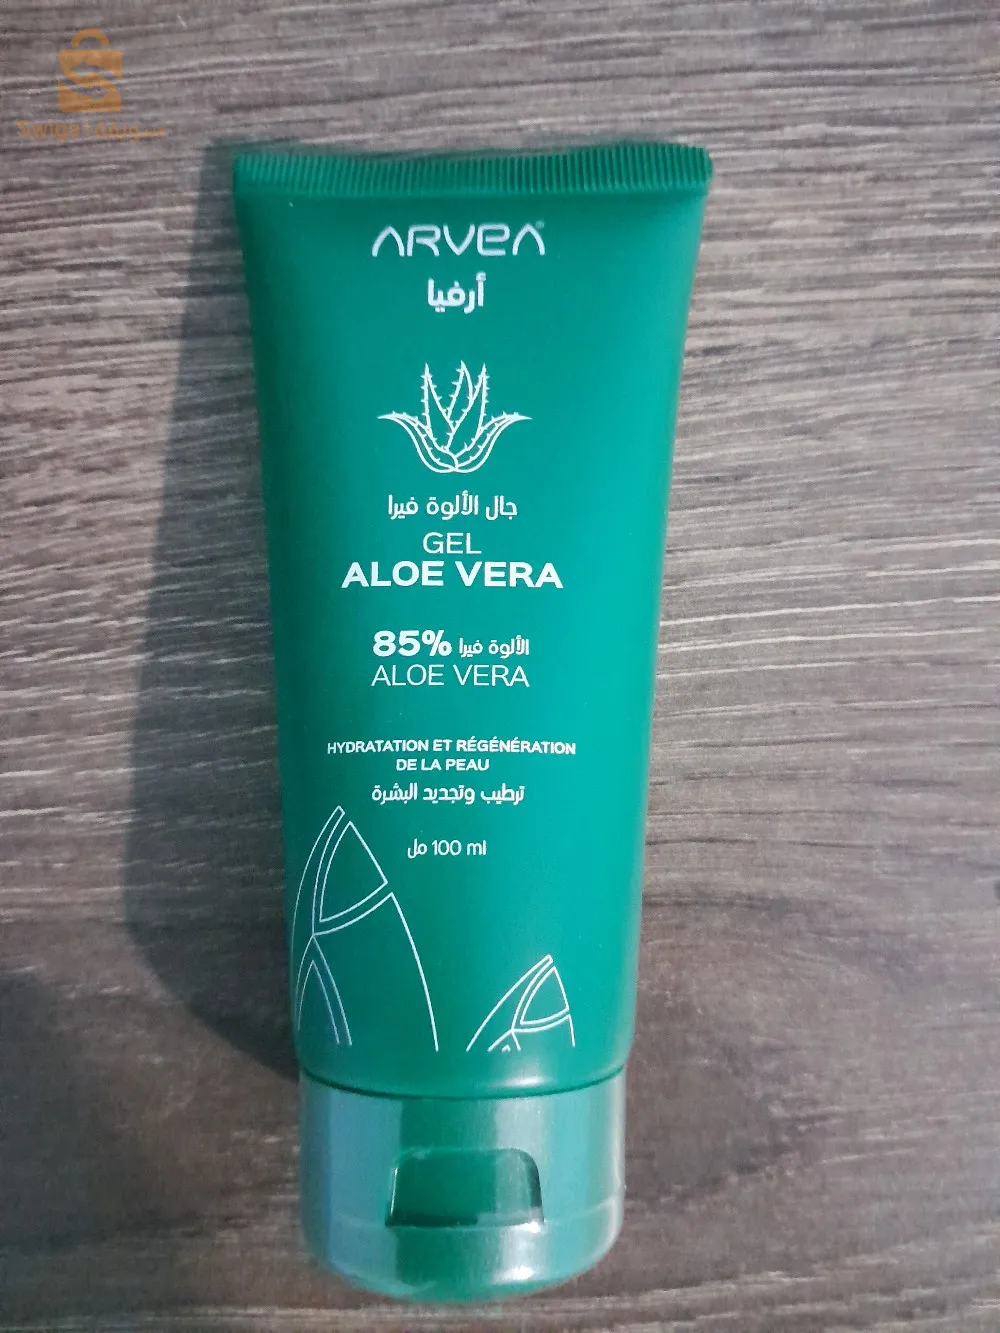 ARVEA
أرفيا
جال الألوة فيرا
GEL
ALOE VERA
85% الألوة فيرا
ALOE VERA
HYDRATATION ET RÉGÉNÉRATION
DE LA PEAU
ترطيب وتجديد البشرة
100 ml مل